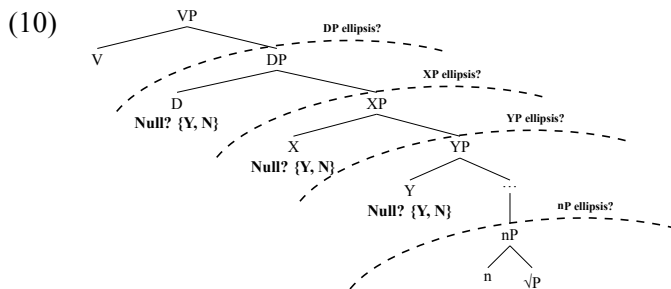 (10)
VP
DP ellipsis?
V
DP
XP ellipsis?
D
XP
Null? {Y, N}
YP ellipsis?
X
YP
Null? {Y, N}
Y
...
Null? {Y, N}
nP ellipsis?
nP
n
√P